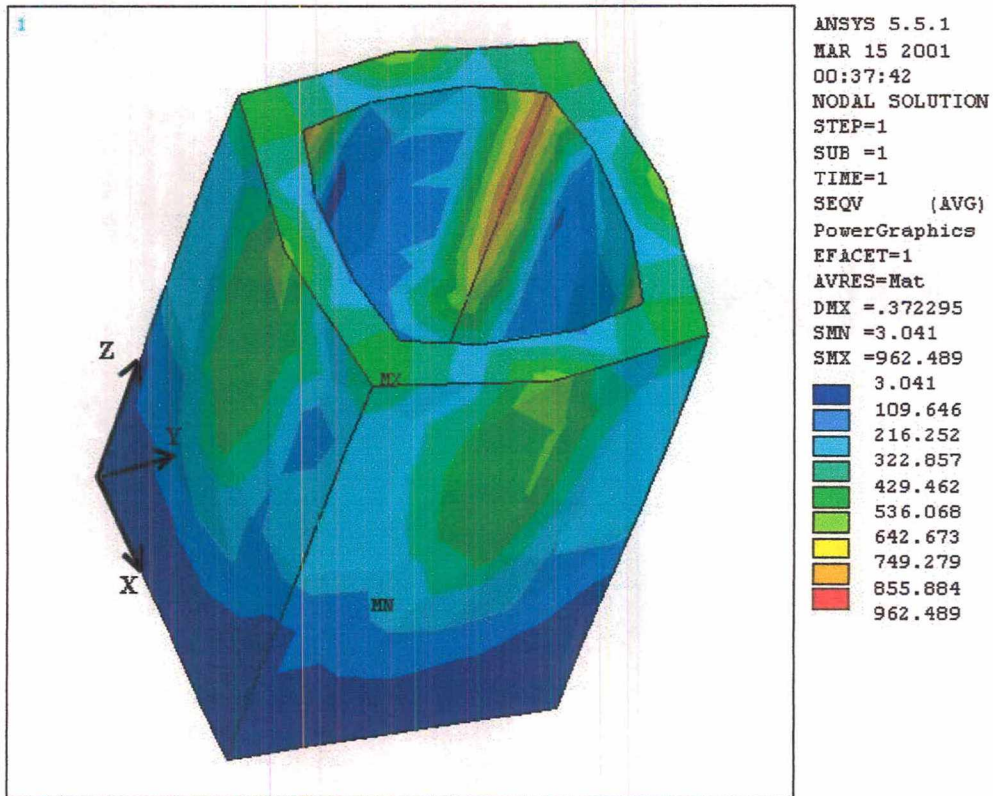 1
ANSYS 5.5.1
MAR 15 2001
00:37:42
NODAL SOLUTION
STEP=1
SUB =1
TIME=1
SEQV (AVG)
PowerGraphics
EFACET=1
AVRES=Mat
DMX =.372295
SMN =3.041
SMX =962.489
3.041
109.646
216.252
322.857
429.462
536.068
642.673
749.279
855.884
962.489
MX
Z
Y
X
MN